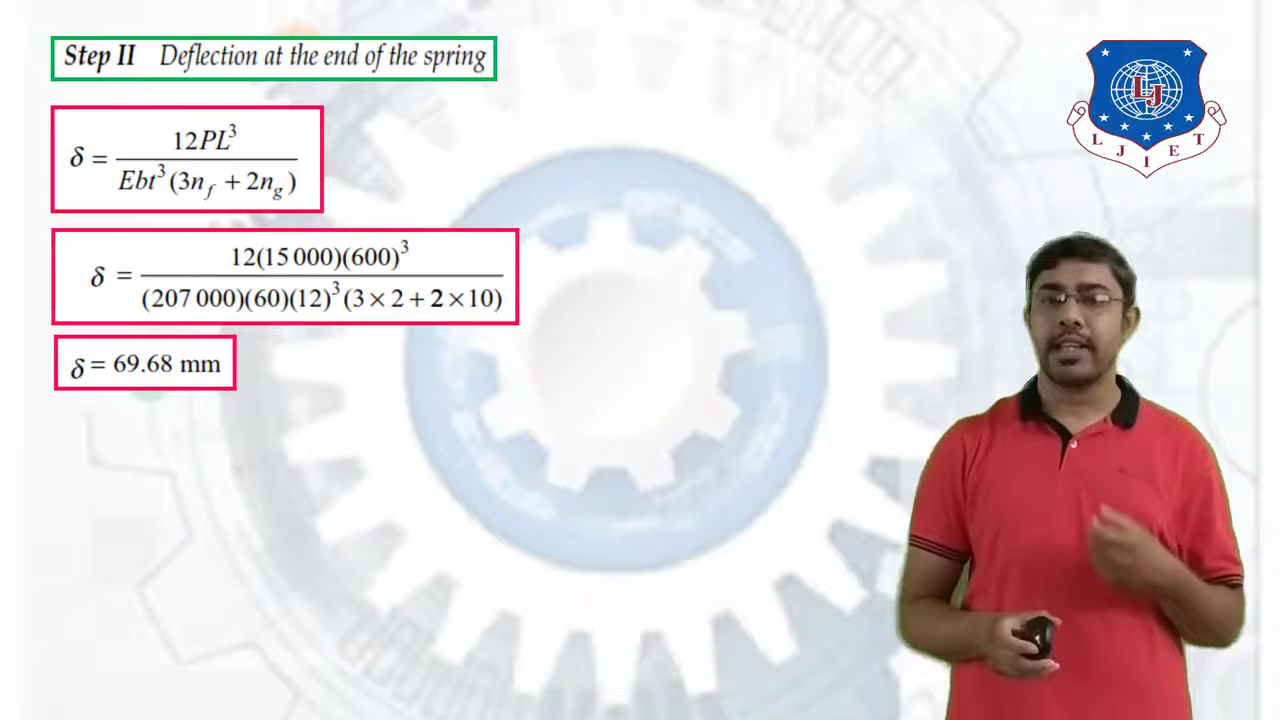 Step II Deflection at the end of the spring
δ = 12PL³ / Ebt³(3n_f + 2n_g)
δ = 12(15 000)(600)³ / (207 000)(60)(12)³(3 × 2 + 2 × 10)
δ = 69.68 mm
LJ
L J I E T